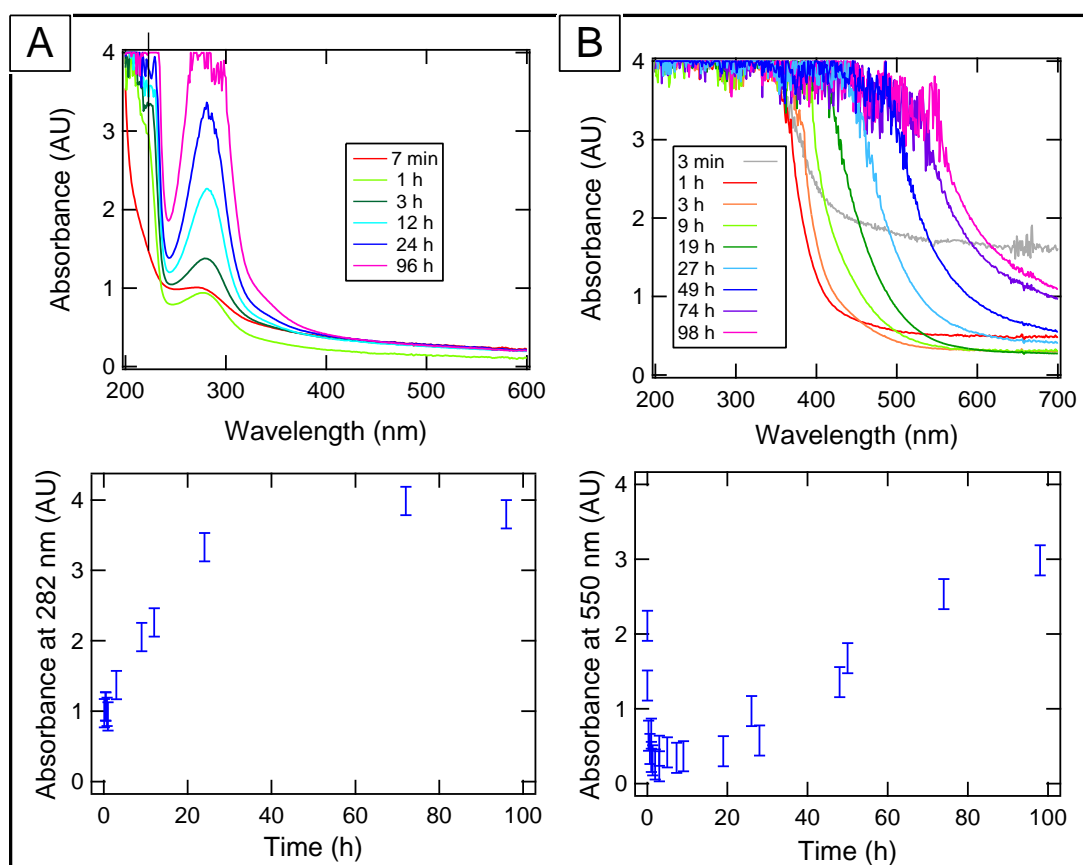 A
4
3
2
1
0
Absorbance (AU)
7 min
1 h
3 h
12 h
24 h
96 h
200
300
400
500
600
Wavelength (nm)
B
4
3
2
1
0
Absorbance (AU)
3 min
1 h
3 h
9 h
19 h
27 h
49 h
74 h
98 h
200
300
400
500
600
700
Wavelength (nm)
4
3
2
1
0
Absorbance at 282 nm (AU)
0
20
40
60
80
100
Time (h)
4
3
2
1
0
Absorbance at 550 nm (AU)
0
20
40
60
80
100
Time (h)